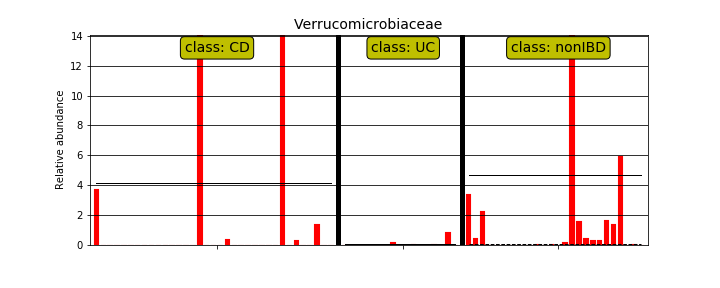 Verrucomicrobiaceae
class: CD
class: UC
class: nonIBD
Relative abundance
14
12
10
8
6
4
2
0